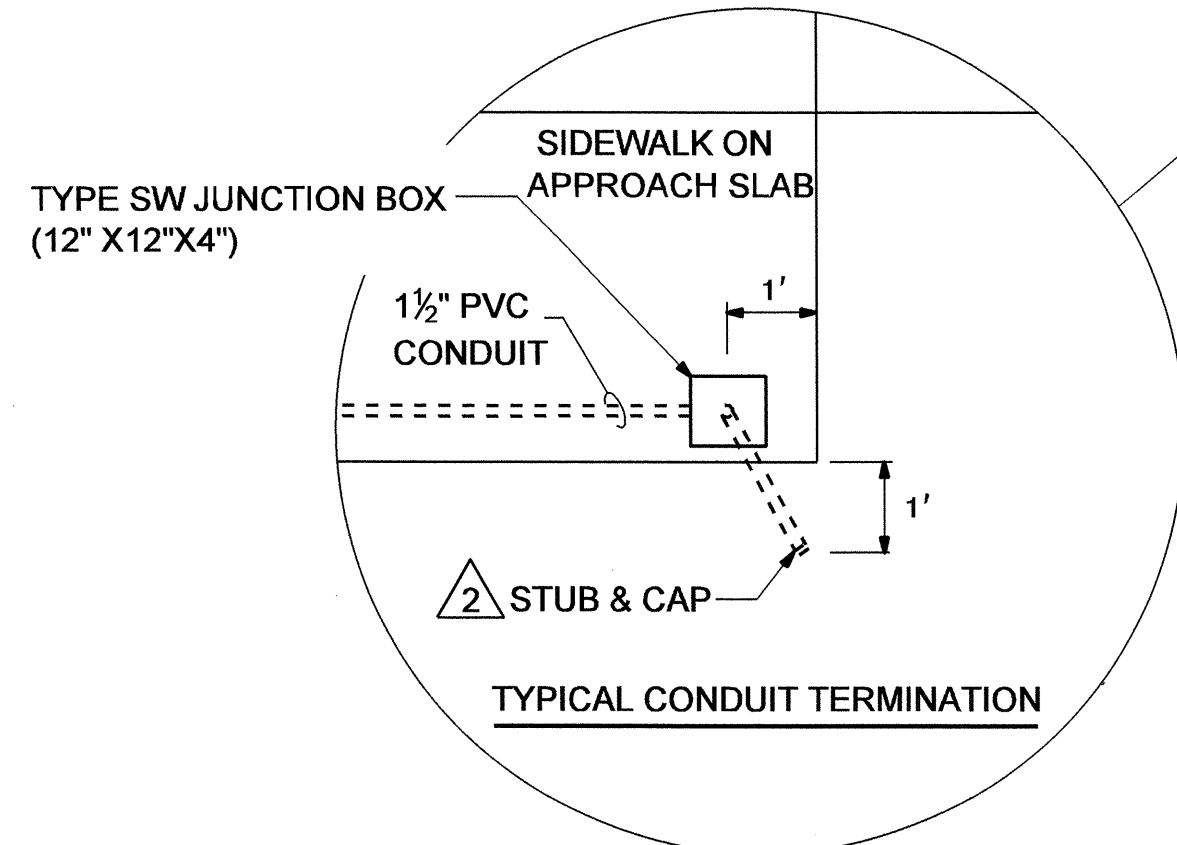 SIDEWALK ON
APPROACH SLAB
TYPE SW JUNCTION BOX
(12" X12"X4")
1'
1½" PVC
CONDUIT
1'
2 STUB & CAP
TYPICAL CONDUIT TERMINATION